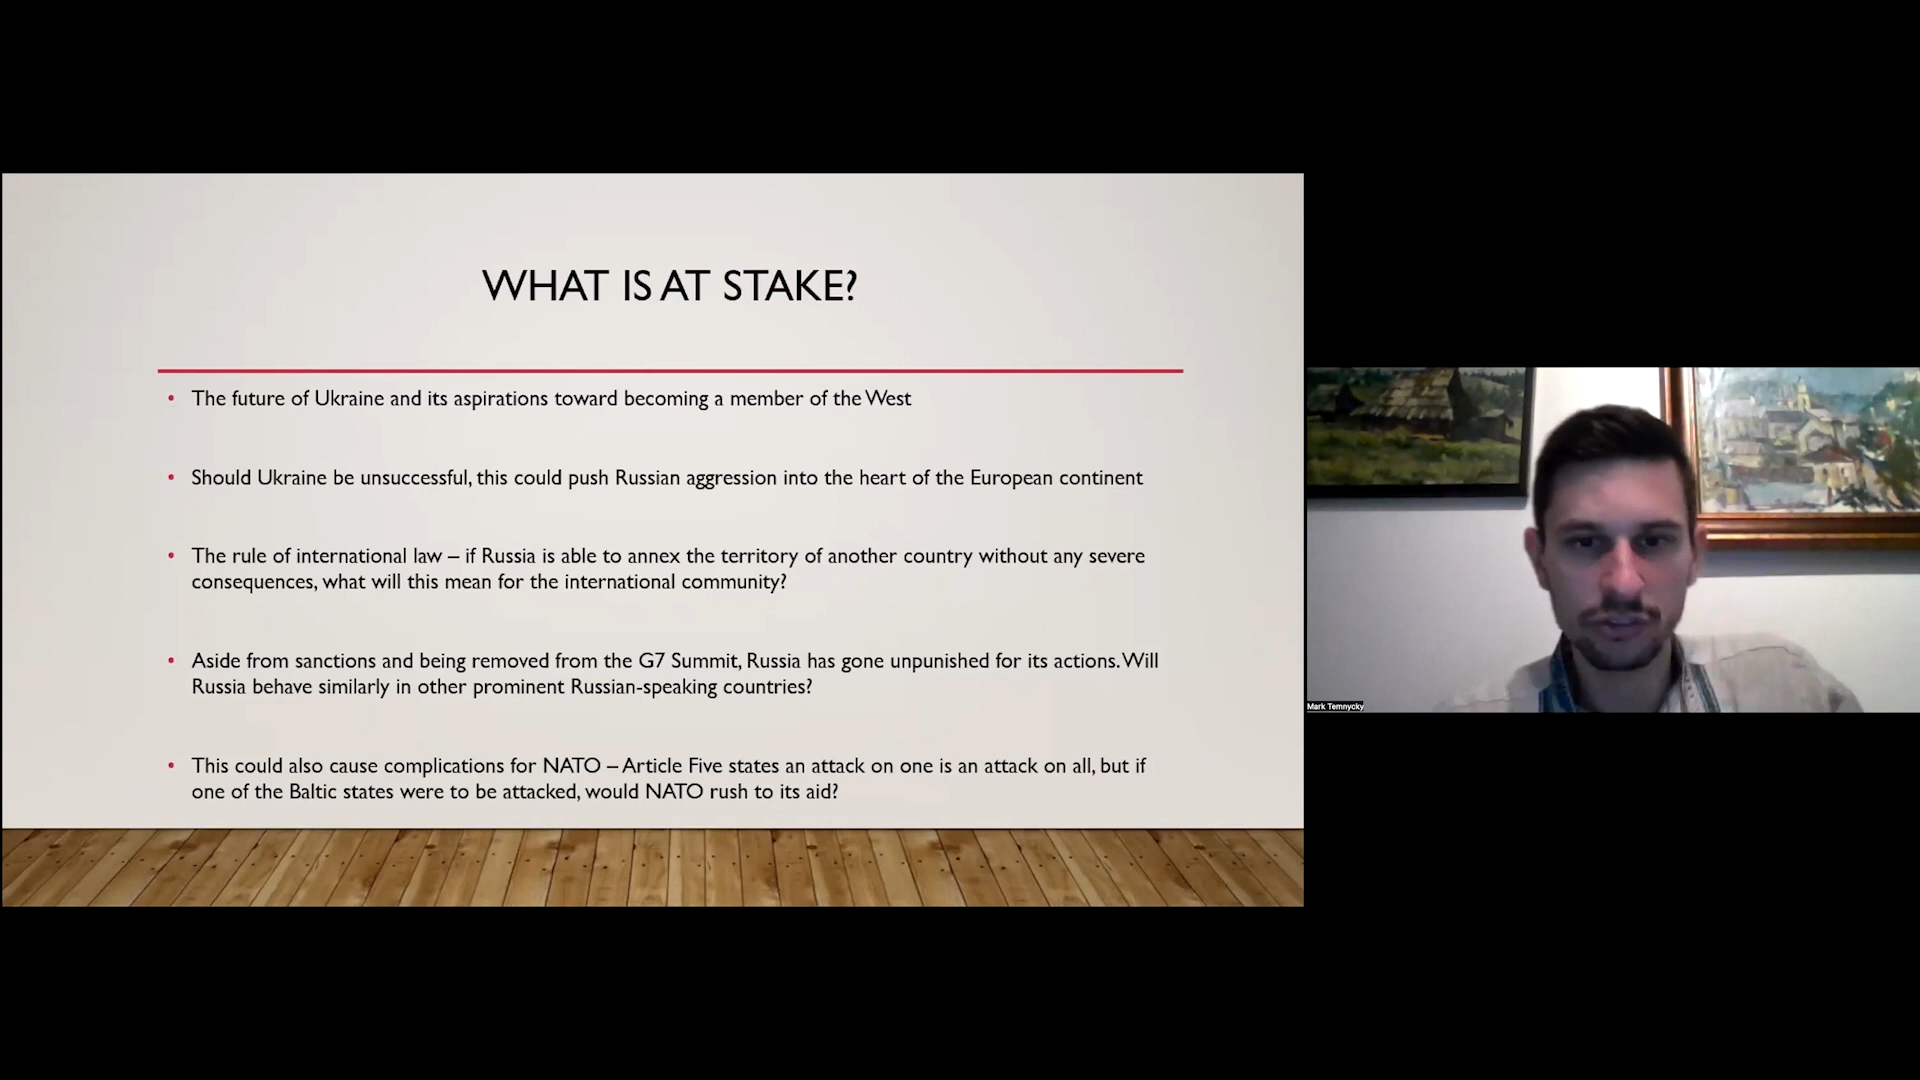 WHAT IS AT STAKE?
• The future of Ukraine and its aspirations toward becoming a member of the West
• Should Ukraine be unsuccessful, this could push Russian aggression into the heart of the European continent
• The rule of international law – if Russia is able to annex the territory of another country without any severe
consequences, what will this mean for the international community?
• Aside from sanctions and being removed from the G7 Summit, Russia has gone unpunished for its actions. Will
Russia behave similarly in other prominent Russian-speaking countries?
• This could also cause complications for NATO – Article Five states an attack on one is an attack on all, but if
one of the Baltic states were to be attacked, would NATO rush to its aid?
Mark Temnycky